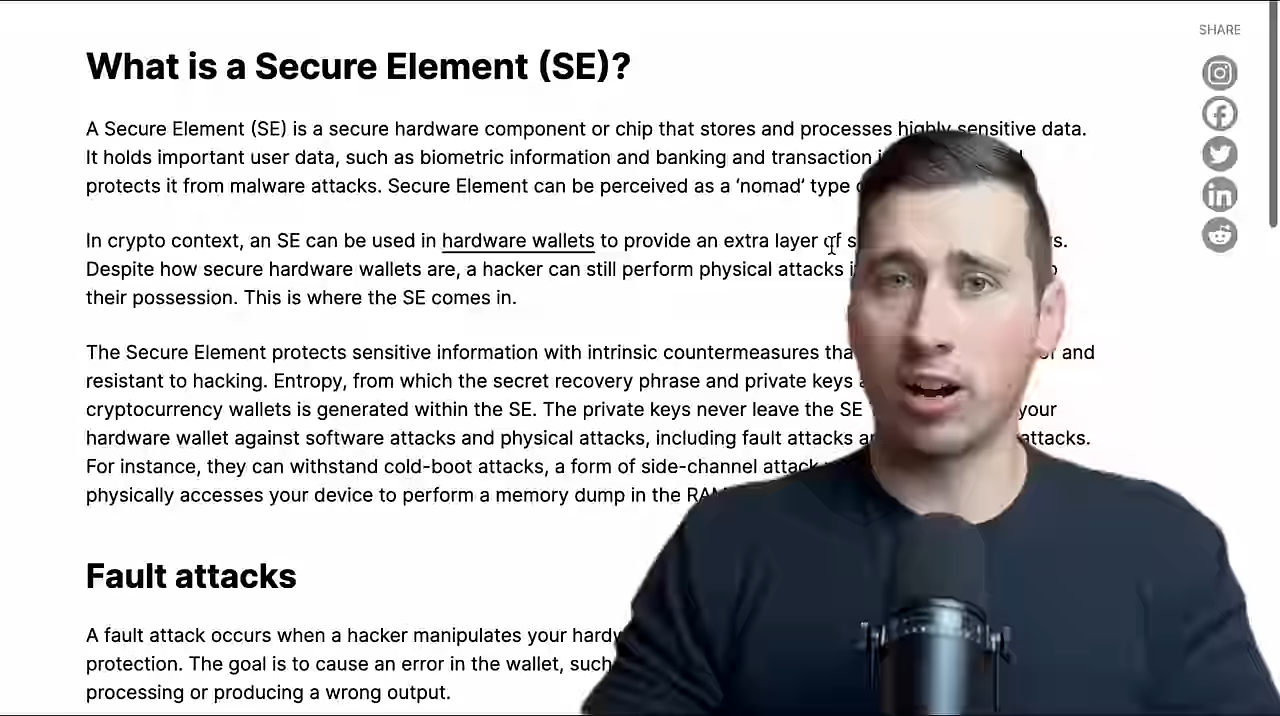 SHARE
What is a Secure Element (SE)?
A Secure Element (SE) is a secure hardware component or chip that stores and processes highly sensitive data.
It holds important user data, such as biometric information and banking and transaction
protects it from malware attacks. Secure Element can be perceived as a ‘nomad’ type
In crypto context, an SE can be used in hardware wallets to provide an extra layer of
Despite how secure hardware wallets are, a hacker can still perform physical attacks
their possession. This is where the SE comes in.
The Secure Element protects sensitive information with intrinsic countermeasures and
resistant to hacking. Entropy, from which the secret recovery phrase and private keys
cryptocurrency wallets is generated within the SE. The private keys never leave the SE your
hardware wallet against software attacks and physical attacks, including fault attacks attacks.
For instance, they can withstand cold-boot attacks, a form of side-channel attack
physically accesses your device to perform a memory dump in the RAM
Fault attacks
A fault attack occurs when a hacker manipulates your
protection. The goal is to cause an error in the wallet, such
processing or producing a wrong output.